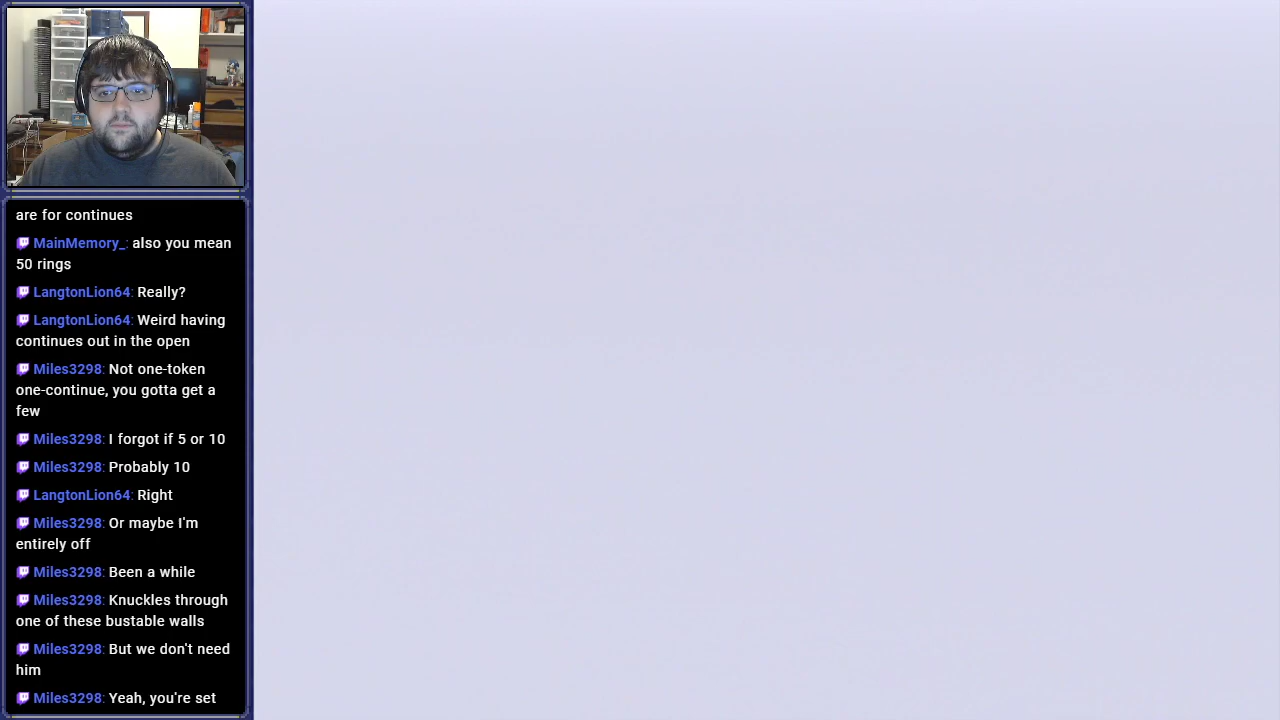 are for continues
MainMemory_: also you mean
50 rings
LangtonLion64: Really?
LangtonLion64: Weird having
continues out in the open
Miles3298: Not one-token
one-continue, you gotta get a
few
Miles3298: I forgot if 5 or 10
Miles3298: Probably 10
LangtonLion64: Right
Miles3298: Or maybe I'm
entirely off
Miles3298: Been a while
Miles3298: Knuckles through
one of these bustable walls
Miles3298: But we don't need
him
Miles3298: Yeah, you're set